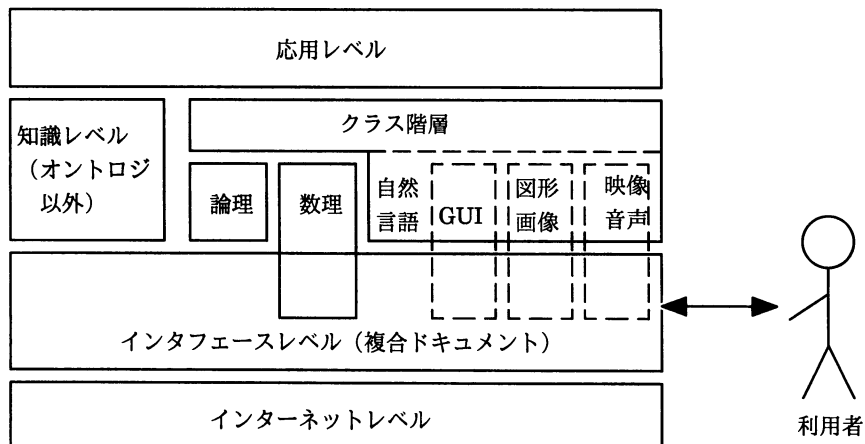 応用レベル
知識レベル
（オントロジ
以外）
クラス階層
論理
数理
自然
言語
GUI
図形
画像
映像
音声
インタフェースレベル（複合ドキュメント）
インターネットレベル
利用者